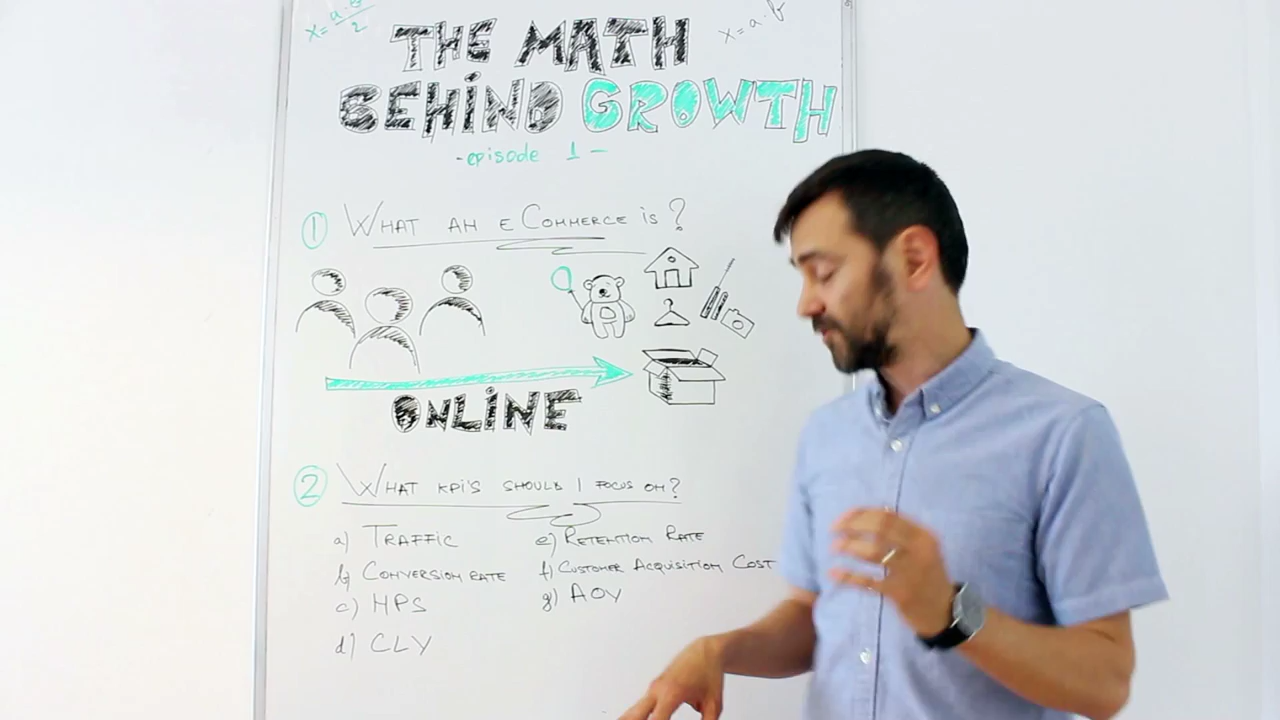 x = a·b/2
x = a·b
THE MATH
BEHIND GROWTH
-episode 1-
1 WHAT AN eCOMMERCE is?
ONLINE
2 WHAT KPI'S SHOULD I FOCUS ON?
a) TRAFFIC
b) CONVERSION RATE
c) NPS
d) CLV
e) RETENTION RATE
f) CUSTOMER ACQUISITION COST
g) AOV